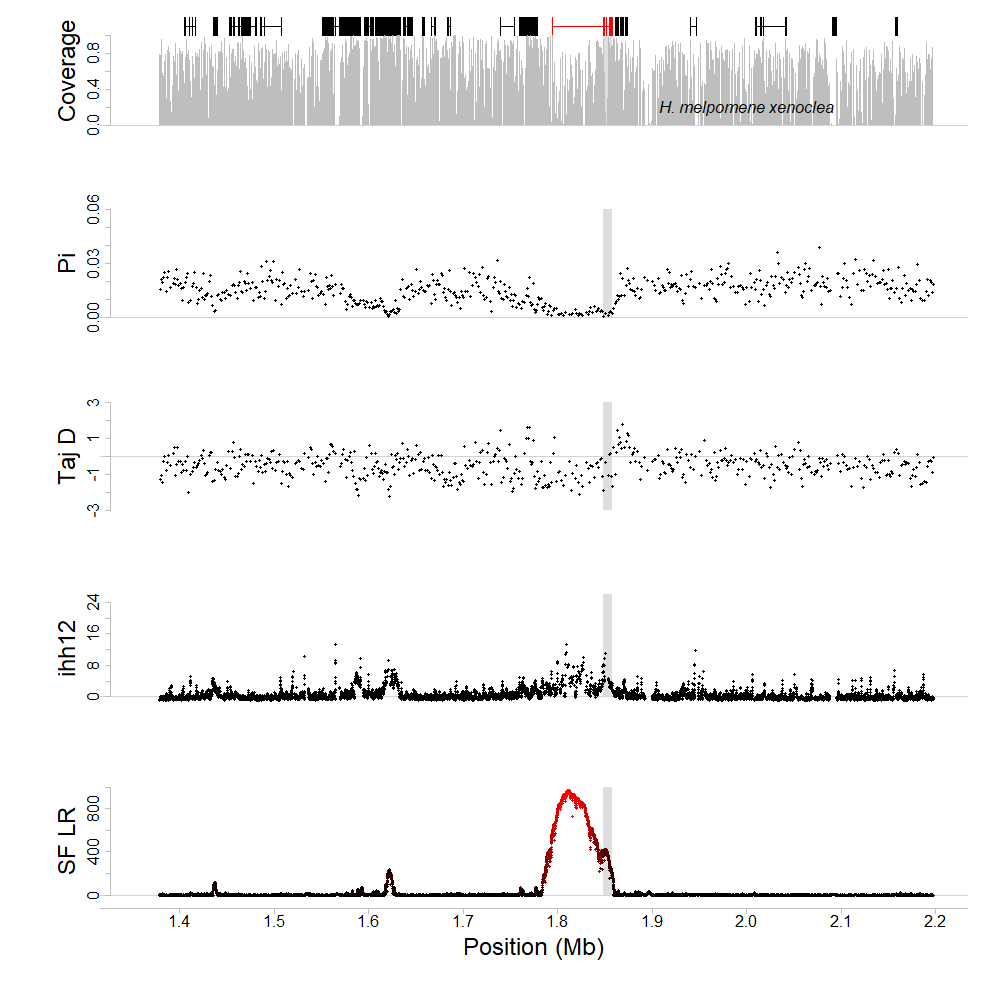 Coverage
0.0 0.4 0.8
H. melpomene xenoclea
Pi
0.00 0.03 0.06
Taj D
-3 -1 1 3
ihh12
0 8 16 24
SF LR
0 400 800
1.4 1.5 1.6 1.7 1.8 1.9 2.0 2.1 2.2
Position (Mb)